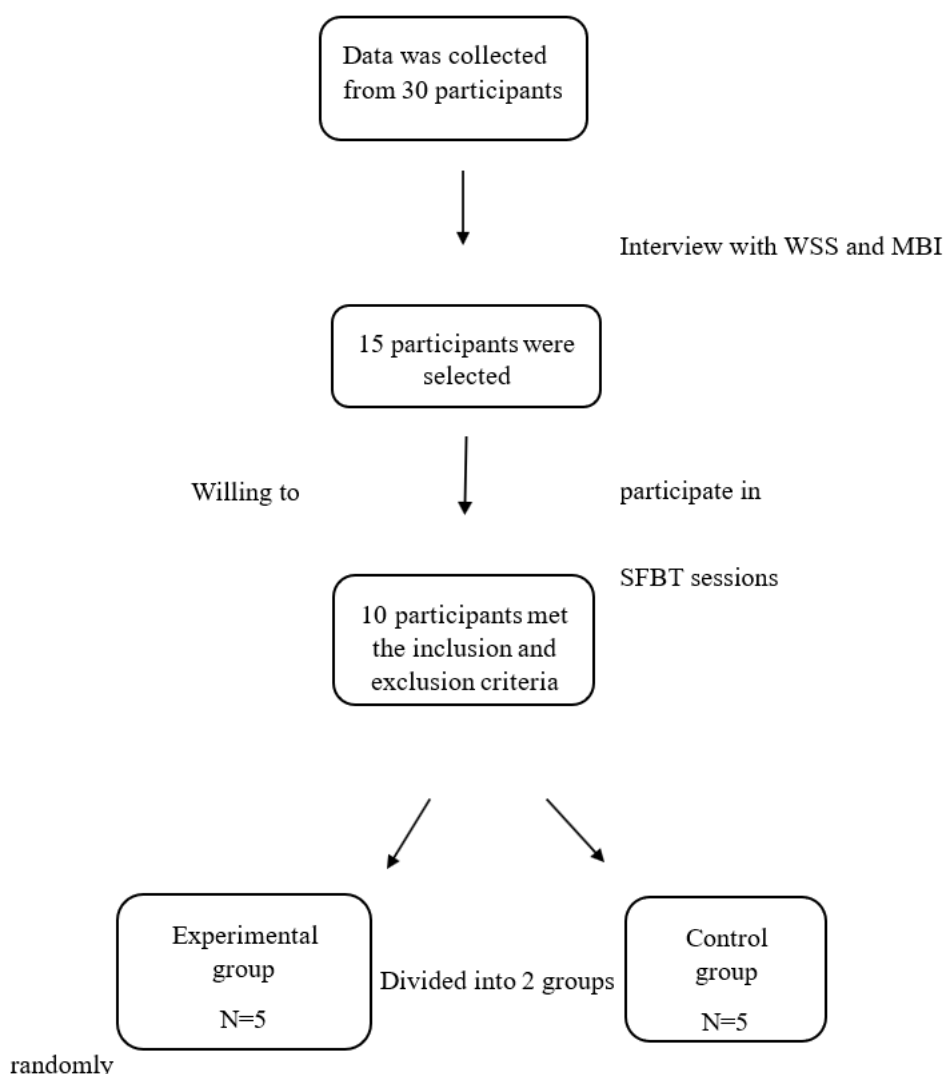 Data was collected
from 30 participants
Interview with WSS and MBI
15 participants were
selected
Willing to participate in
SFBT sessions
10 participants met
the inclusion and
exclusion criteria
Experimental
group
N=5
Divided into 2 groups
Control
group
N=5
randomly